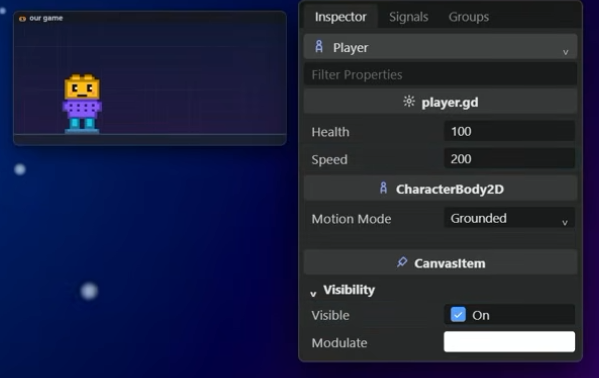 our game
Inspector Signals Groups
Player
Filter Properties
player.gd
Health 100
Speed 200
CharacterBody2D
Motion Mode Grounded
CanvasItem
Visibility
Visible On
Modulate